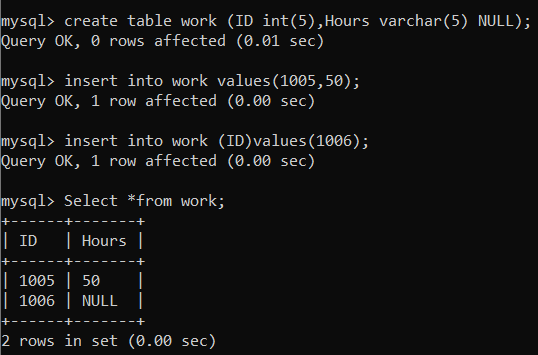 mysql> create table work (ID int(5),Hours varchar(5) NULL);
Query OK, 0 rows affected (0.01 sec)
mysql> insert into work values(1005,50);
Query OK, 1 row affected (0.00 sec)
mysql> insert into work (ID)values(1006);
Query OK, 1 row affected (0.00 sec)
mysql> Select *from work;
+------+-------+
| ID   | Hours |
+------+-------+
| 1005 | 50    |
| 1006 | NULL  |
+------+-------+
2 rows in set (0.00 sec)